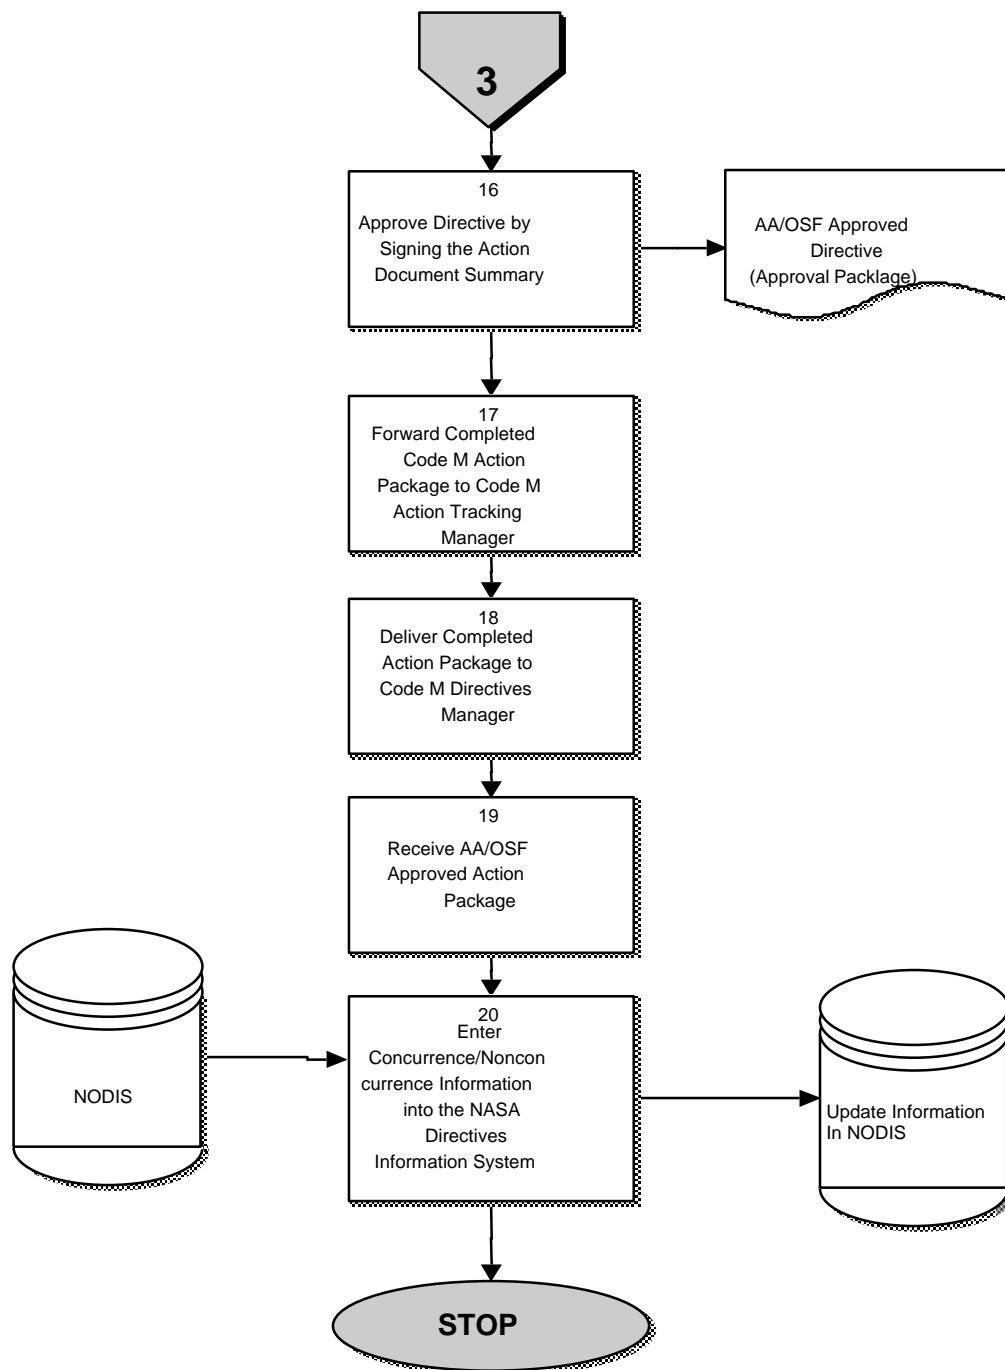 3
16
Approve Directive by
Signing the Action
Document Summary
AA/OSF Approved
Directive
(Approval Packlage)
17
Forward Completed
Code M Action
Package to Code M
Action Tracking
Manager
18
Deliver Completed
Action Package to
Code M Directives
Manager
19
Receive AA/OSF
Approved Action
Package
20
Enter
Concurrence/Noncon
currence Information
into the NASA
Directives
Information System
NODIS
Update Information
In NODIS
STOP